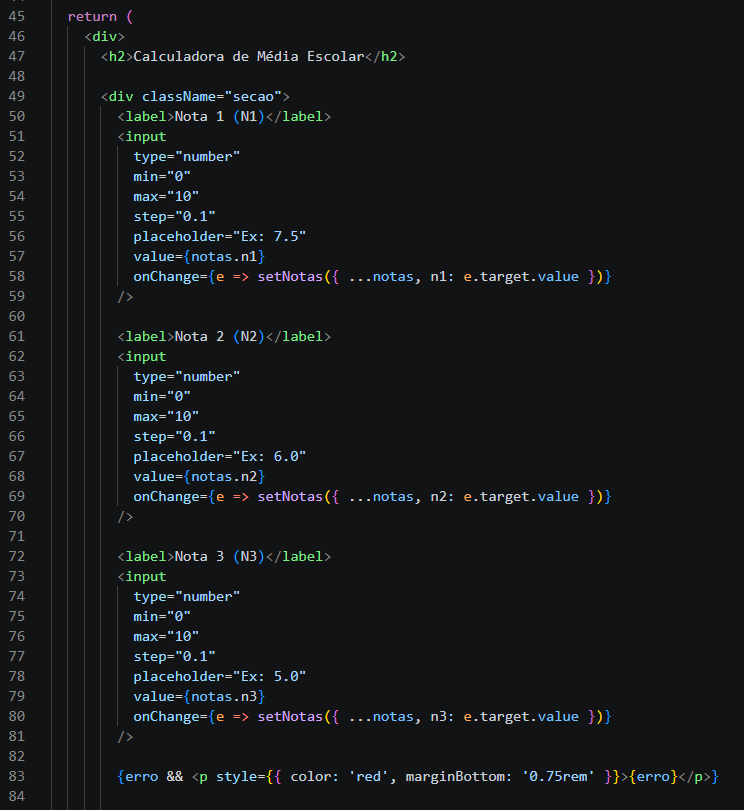 45 return (
46 <div>
47 <h2>Calculadora de Média Escolar</h2>
48
49 <div className="secao">
50 <label>Nota 1 (N1)</label>
51 <input
52 type="number"
53 min="0"
54 max="10"
55 step="0.1"
56 placeholder="Ex: 7.5"
57 value={notas.n1}
58 onChange={e => setNotas({ ...notas, n1: e.target.value })}
59 />
60
61 <label>Nota 2 (N2)</label>
62 <input
63 type="number"
64 min="0"
65 max="10"
66 step="0.1"
67 placeholder="Ex: 6.0"
68 value={notas.n2}
69 onChange={e => setNotas({ ...notas, n2: e.target.value })}
70 />
71
72 <label>Nota 3 (N3)</label>
73 <input
74 type="number"
75 min="0"
76 max="10"
77 step="0.1"
78 placeholder="Ex: 5.0"
79 value={notas.n3}
80 onChange={e => setNotas({ ...notas, n3: e.target.value })}
81 />
82
83 {erro && <p style={{ color: 'red', marginBottom: '0.75rem' }}>{erro}</p>}
84